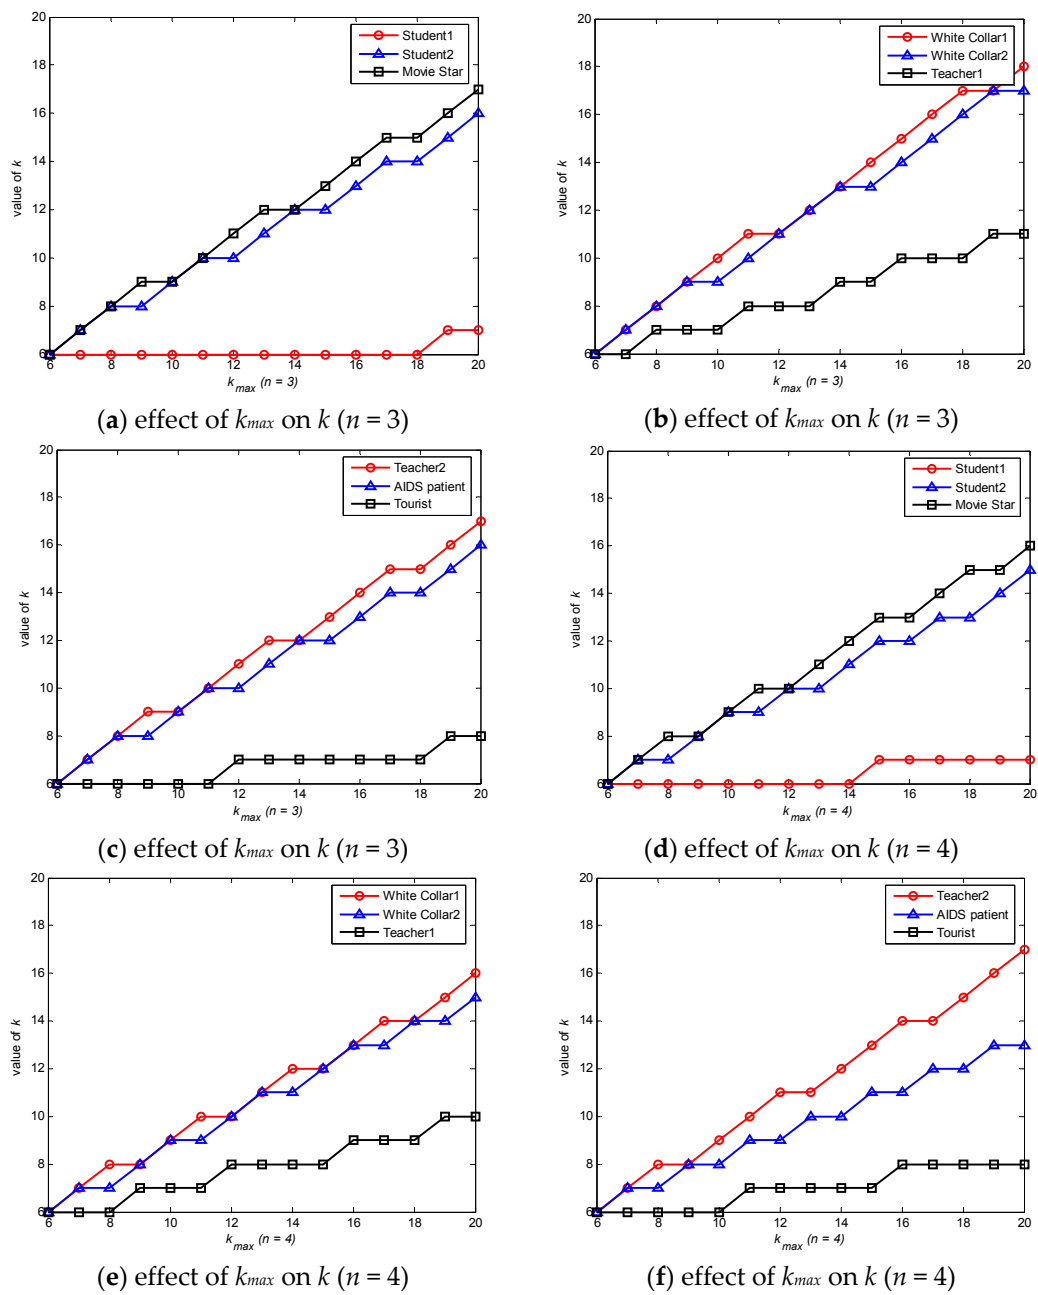 20
18
16
14
12
10
8
6
value of k
Student1
Student2
Movie Star
6 8 10 12 14 16 18 20
k max (n = 3)
(a) effect of kmax on k (n = 3)
20
18
16
14
12
10
8
6
value of k
White Collar1
White Collar2
Teacher1
6 8 10 12 14 16 18 20
k max (n = 3)
(b) effect of kmax on k (n = 3)
20
18
16
14
12
10
8
6
value of k
Teacher2
AIDS patient
Tourist
6 8 10 12 14 16 18 20
k max (n = 3)
(c) effect of kmax on k (n = 3)
20
18
16
14
12
10
8
6
value of k
Student1
Student2
Movie Star
6 8 10 12 14 16 18 20
k max (n = 4)
(d) effect of kmax on k (n = 4)
20
18
16
14
12
10
8
6
value of k
White Collar1
White Collar2
Teacher1
6 8 10 12 14 16 18 20
k max (n = 4)
(e) effect of kmax on k (n = 4)
20
18
16
14
12
10
8
6
value of k
Teacher2
AIDS patient
Tourist
6 8 10 12 14 16 18 20
k max (n = 4)
(f) effect of kmax on k (n = 4)